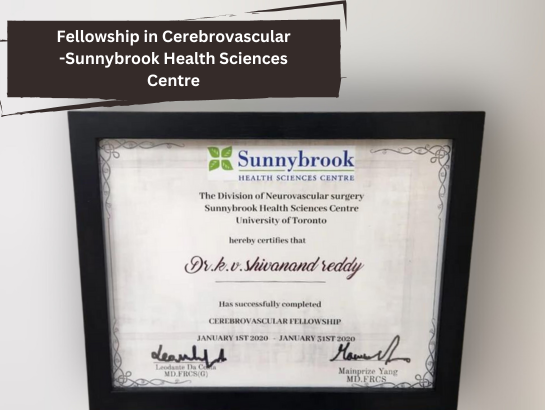 Fellowship in Cerebrovascular
-Sunnybrook Health Sciences
Centre
Sunnybrook
HEALTH SCIENCES CENTRE
The Division of Neurovascular surgery
Sunnybrook Health Sciences Centre
University of Toronto
hereby certifies that
Dr.k.v.shivanand reddy
Has successfully completed
CEREBROVASCULAR FELLOWSHIP
JANUARY 1ST 2020 - JANUARY 31ST 2020
Leodante Da Costa
MD.FRCS(G)
Mainprize Yang
MD.FRCS